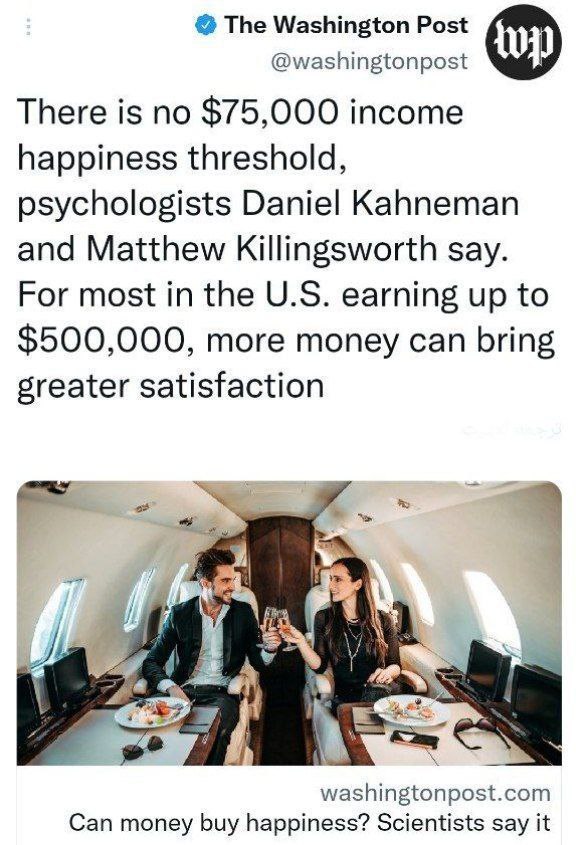 The Washington Post
wp
@washingtonpost
There is no $75,000 income
happiness threshold,
psychologists Daniel Kahneman
and Matthew Killingsworth say.
For most in the U.S. earning up to
$500,000, more money can bring
greater satisfaction
washingtonpost.com
Can money buy happiness? Scientists say it